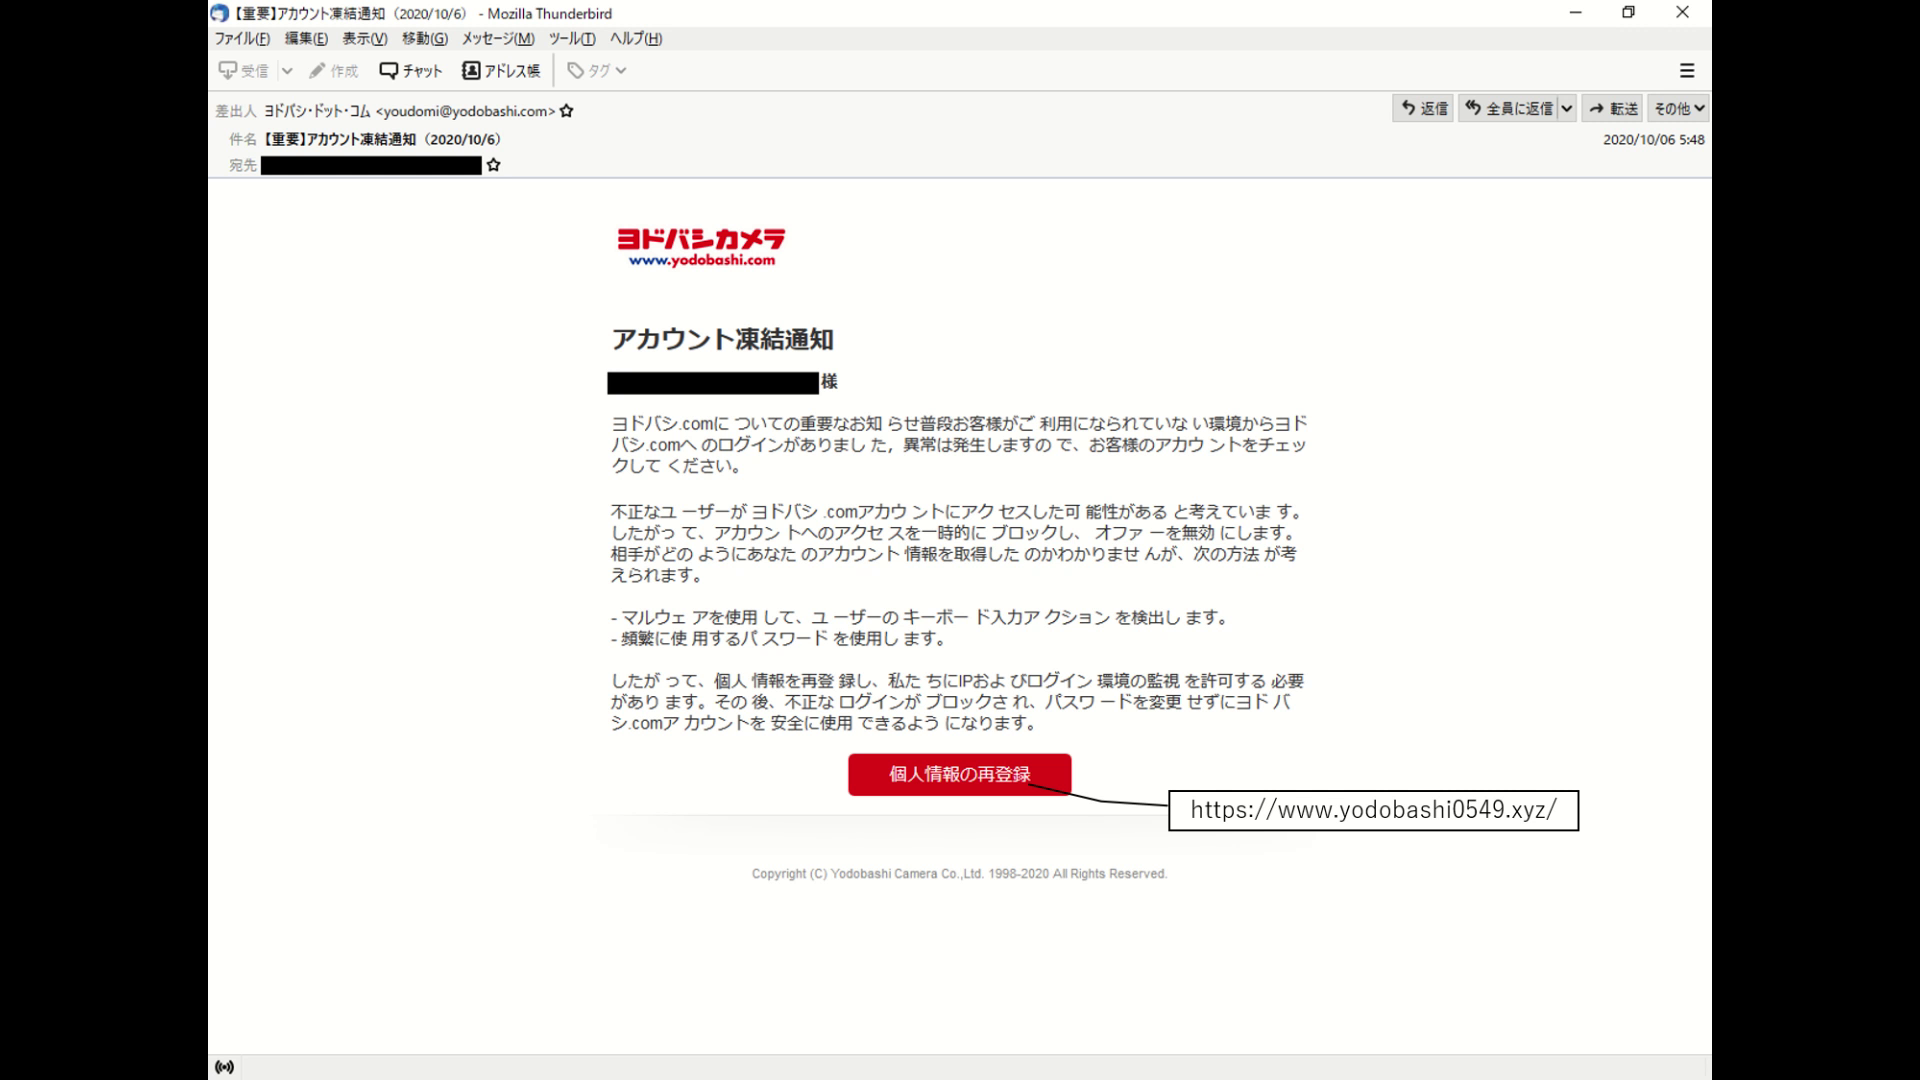 【重要】アカウント凍結通知（2020/10/6） - Mozilla Thunderbird
ファイル(F) 編集(E) 表示(V) 移動(G) メッセージ(M) ツール(T) ヘルプ(H)
受信 作成 チャット アドレス帳 タグ
差出人 ヨドバシ・ドット・コム <youdomi@yodobashi.com> 返信 全員に返信 転送 その他
件名 【重要】アカウント凍結通知（2020/10/6） 2020/10/06 5:48
宛先
ヨドバシカメラ
www.yodobashi.com
アカウント凍結通知
様
ヨドバシ.comに ついての重要なお知 らせ普段お客様がご 利用になられていな い環境からヨド
バシ.comへ のログインがありまし た，異常は発生しますの で、お客様のアカウ ントをチェッ
クして ください。
不正なユ ーザーが ヨドバシ .comアカウ ントにアク セスした可 能性がある と考えていま す。
したがっ て、アカウン トへのアクセ スを一時的に ブロックし、 オファ ーを無効 にします。
相手がどの ようにあなた のアカウント 情報を取得した のかわかりませ んが、次の方法 が考
えられます。
- マルウェ アを使用 して、ユ ーザーの キーボー ド入力ア クション を検出し ます。
- 頻繁に使 用するパ スワード を使用し ます。
したが って、個人 情報を再登 録し、私た ちにIPおよ びログイン 環境の監視 を許可する 必要
があり ます。その 後、不正な ログインが ブロックさ れ、パスワ ードを変更 せずにヨド バ
シ.comア カウントを 安全に使用 できるよう になります。
個人情報の再登録
https://www.yodobashi0549.xyz/
Copyright (C) Yodobashi Camera Co.,Ltd. 1998-2020 All Rights Reserved.